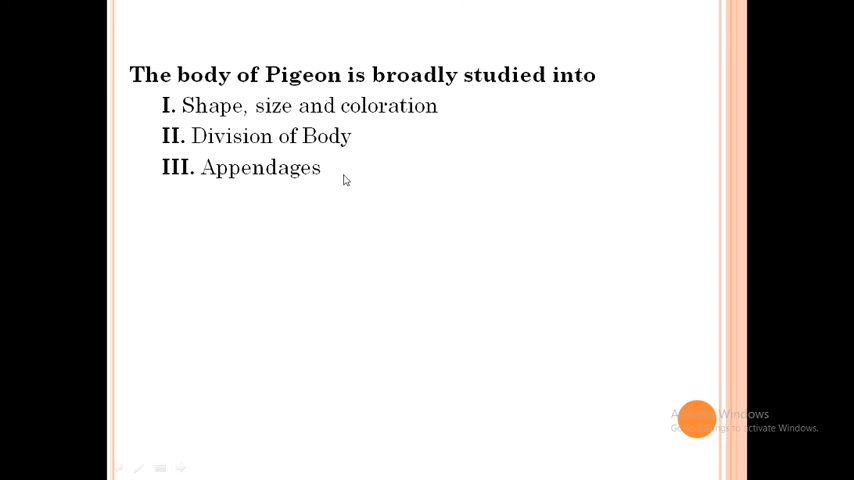 The body of Pigeon is broadly studied into
I. Shape, size and coloration
II. Division of Body
III. Appendages
Activate Windows
Go to Settings to activate Windows.